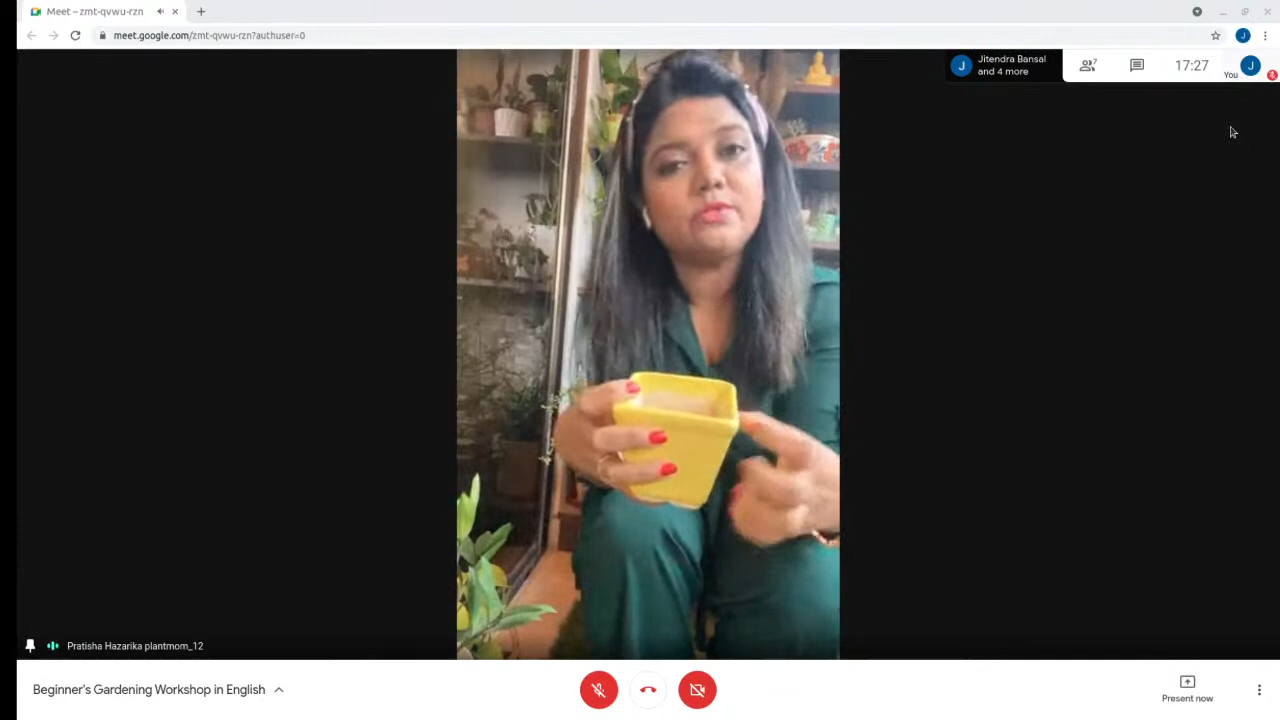 Meet – zmt-qvwu-rzn
meet.google.com/zmt-qvwu-rzn?authuser=0
J
J
Jitendra Bansal
and 4 more
7
17:27
You
J
Pratisha Hazarika plantmom_12
Beginner's Gardening Workshop in English
Present now